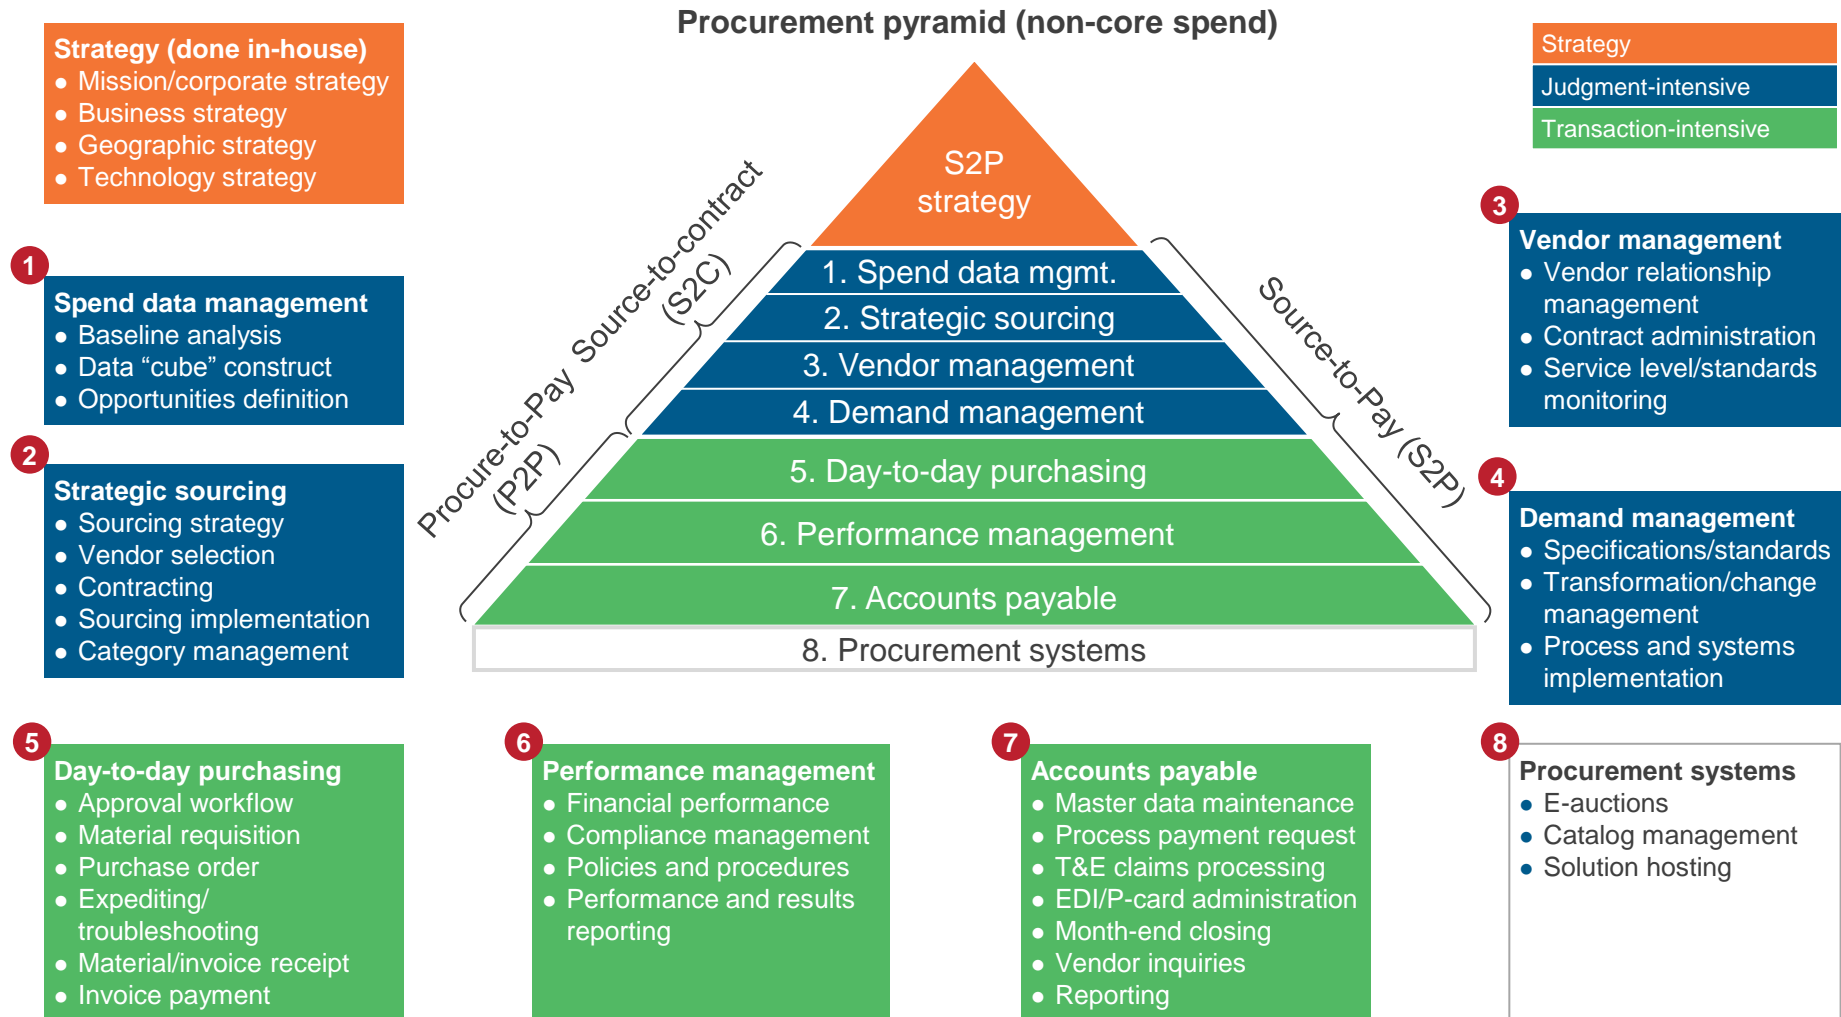 Procurement pyramid (non-core spend)
Strategy (done in-house)
● Mission/corporate strategy
● Business strategy
● Geographic strategy
● Technology strategy
Strategy
Judgment-intensive
Transaction-intensive
S2P
strategy
1. Spend data mgmt.
2. Strategic sourcing
3. Vendor management
4. Demand management
5. Day-to-day purchasing
6. Performance management
7. Accounts payable
8. Procurement systems
Source-to-contract
(S2C)
Procure-to-Pay
(P2P)
Source-to-Pay (S2P)
1
Spend data management
● Baseline analysis
● Data “cube” construct
● Opportunities definition
2
Strategic sourcing
● Sourcing strategy
● Vendor selection
● Contracting
● Sourcing implementation
● Category management
3
Vendor management
● Vendor relationship
management
● Contract administration
● Service level/standards
monitoring
4
Demand management
● Specifications/standards
● Transformation/change
management
● Process and systems
implementation
5
Day-to-day purchasing
● Approval workflow
● Material requisition
● Purchase order
● Expediting/
troubleshooting
● Material/invoice receipt
● Invoice payment
6
Performance management
● Financial performance
● Compliance management
● Policies and procedures
● Performance and results
reporting
7
Accounts payable
● Master data maintenance
● Process payment request
● T&E claims processing
● EDI/P-card administration
● Month-end closing
● Vendor inquiries
● Reporting
8
Procurement systems
● E-auctions
● Catalog management
● Solution hosting